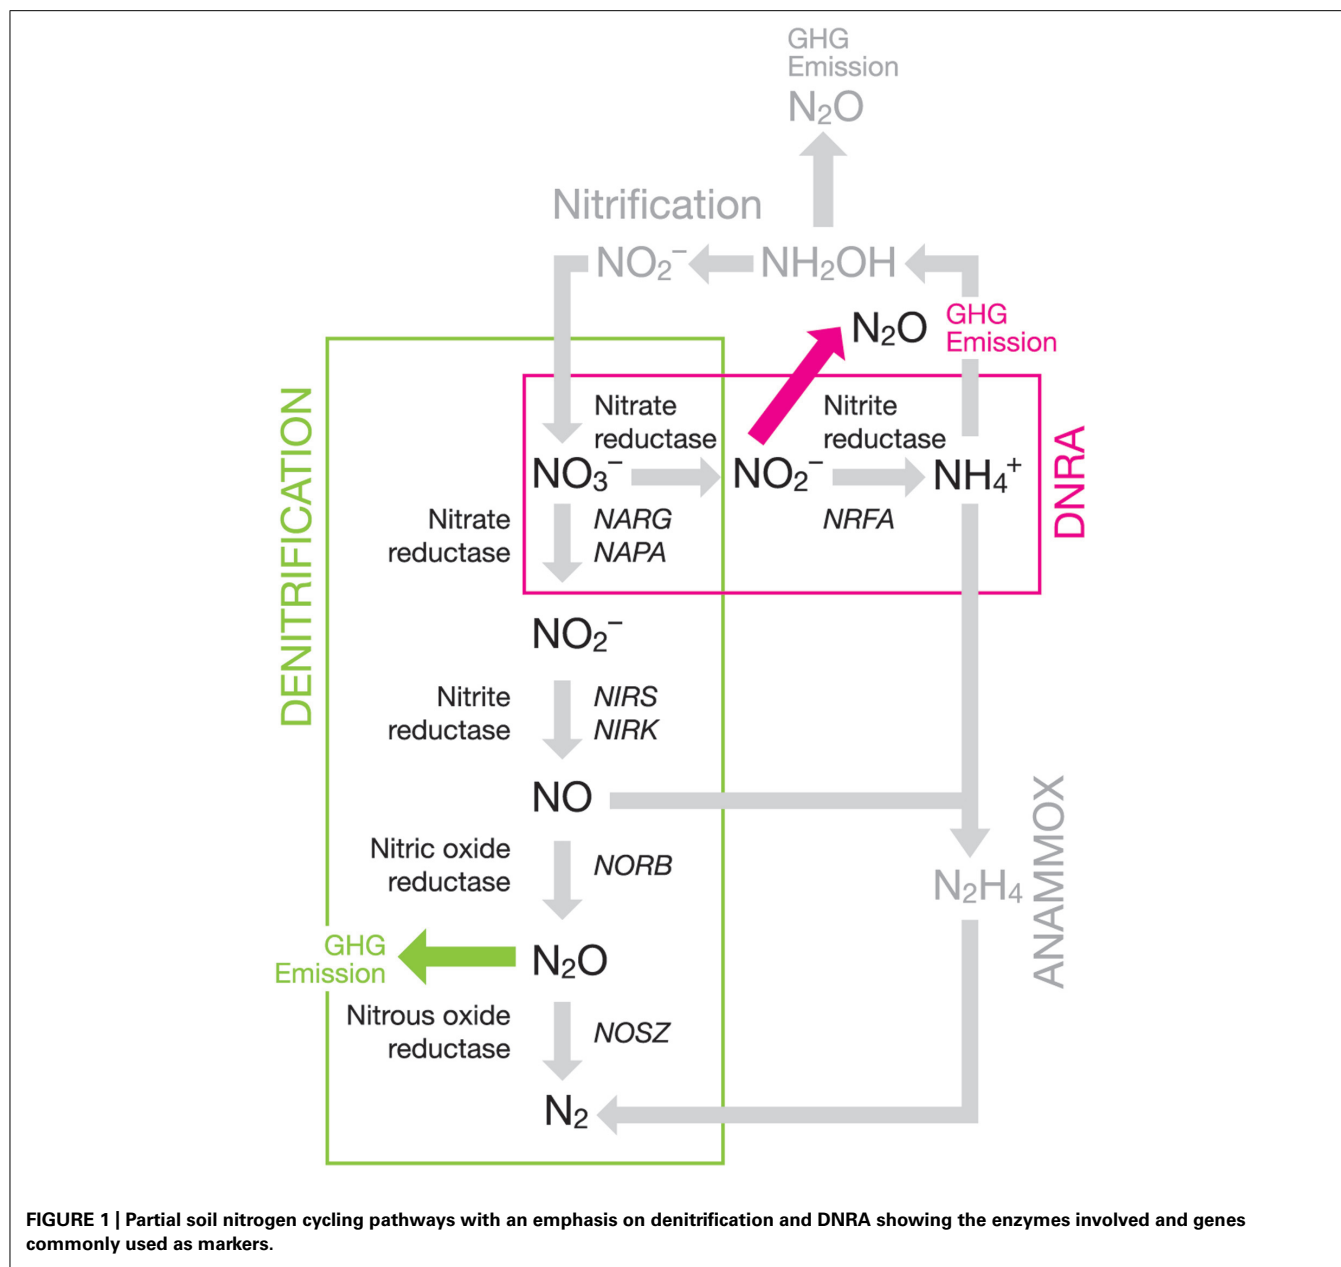 GHG
Emission
N₂O
Nitrification
NO₂⁻
NH₂OH
N₂O
GHG
Emission
DENITRIFICATION
DNRA
Nitrate
reductase
Nitrite
reductase
NO₃⁻
NO₂⁻
NH₄⁺
Nitrate
reductase
NARG
NAPA
NRFA
NO₂⁻
Nitrite
reductase
NIRS
NIRK
NO
ANAMMOX
Nitric oxide
reductase
NORB
N₂H₄
GHG
Emission
N₂O
Nitrous oxide
reductase
NOSZ
N₂
FIGURE 1 | Partial soil nitrogen cycling pathways with an emphasis on denitrification and DNRA showing the enzymes involved and genes
commonly used as markers.